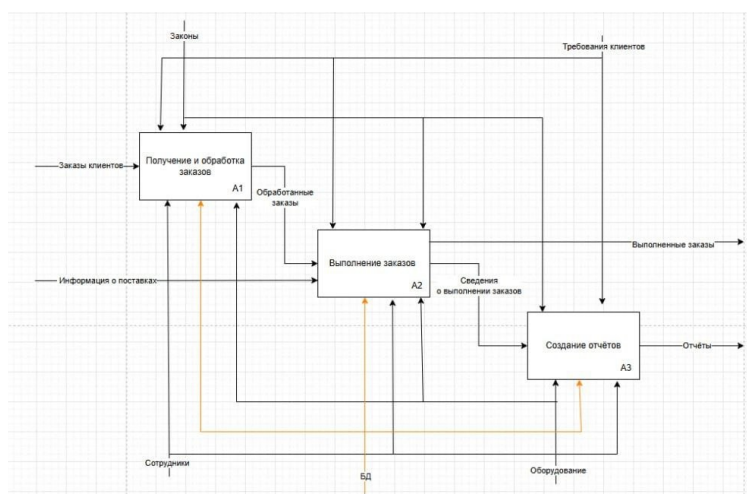 Законы
Требования клиентов
Заказы клиентов
Получение и обработка
заказов
A1
Обработанные
заказы
Выполнение заказов
A2
Выполненные заказы
Информация о поставках
Сведения
о выполнении заказов
Создание отчётов
A3
Отчёты
Сотрудники
БД
Оборудование